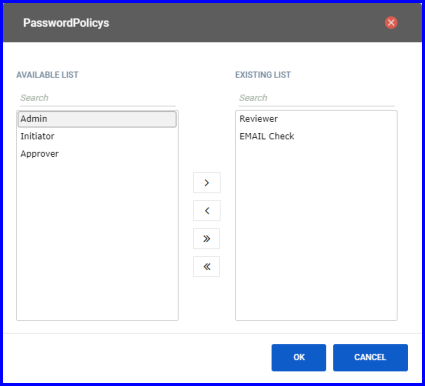 PasswordPolicys
AVAILABLE LIST
Search
Admin
Initiator
Approver
EXISTING LIST
Search
Reviewer
EMAIL Check
OK
CANCEL